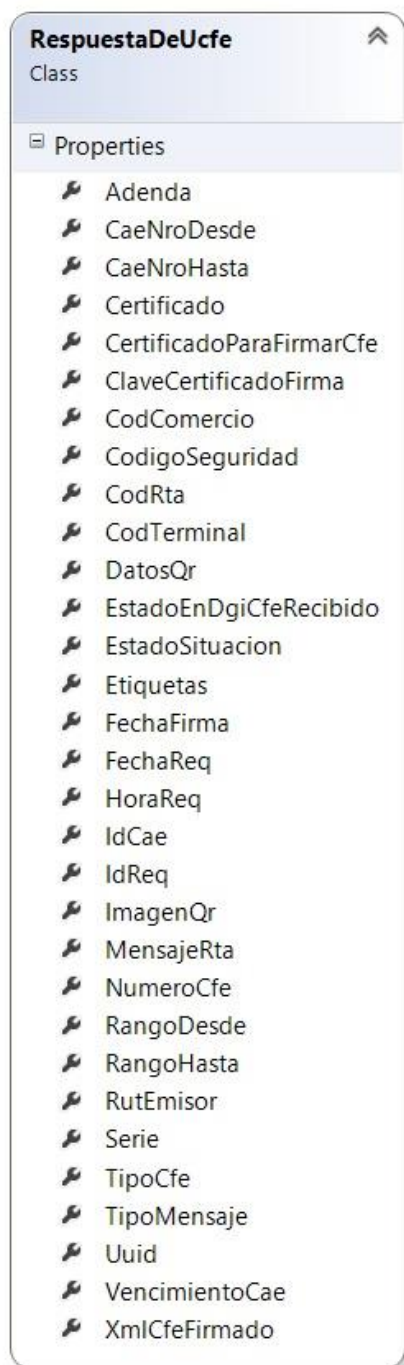 RespuestaDeUcfe
Class
Properties
Adenda
CaeNroDesde
CaeNroHasta
Certificado
CertificadoParaFirmarCfe
ClaveCertificadoFirma
CodComercio
CodigoSeguridad
CodRta
CodTerminal
DatosQr
EstadoEnDgiCfeRecibido
EstadoSituacion
Etiquetas
FechaFirma
FechaReq
HoraReq
IdCae
IdReq
ImagenQr
MensajeRta
NumeroCfe
RangoDesde
RangoHasta
RutEmisor
Serie
TipoCfe
TipoMensaje
Uuid
VencimientoCae
XmlCfeFirmado